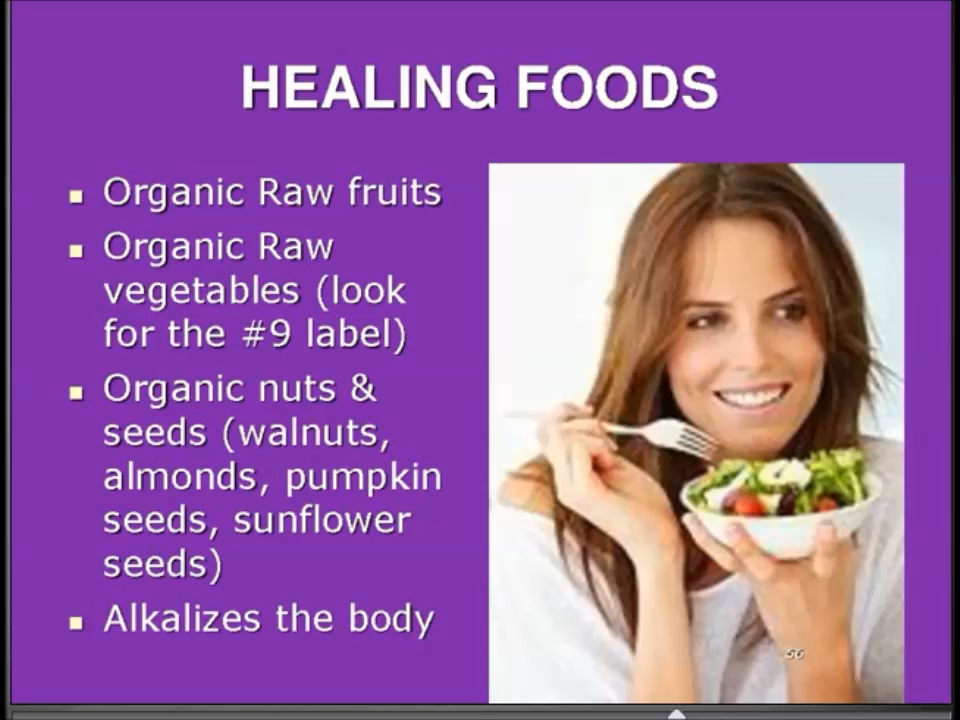 HEALING FOODS
Organic Raw fruits
Organic Raw
vegetables (look
for the #9 label)
Organic nuts &
seeds (walnuts,
almonds, pumpkin
seeds, sunflower
seeds)
Alkalizes the body
56